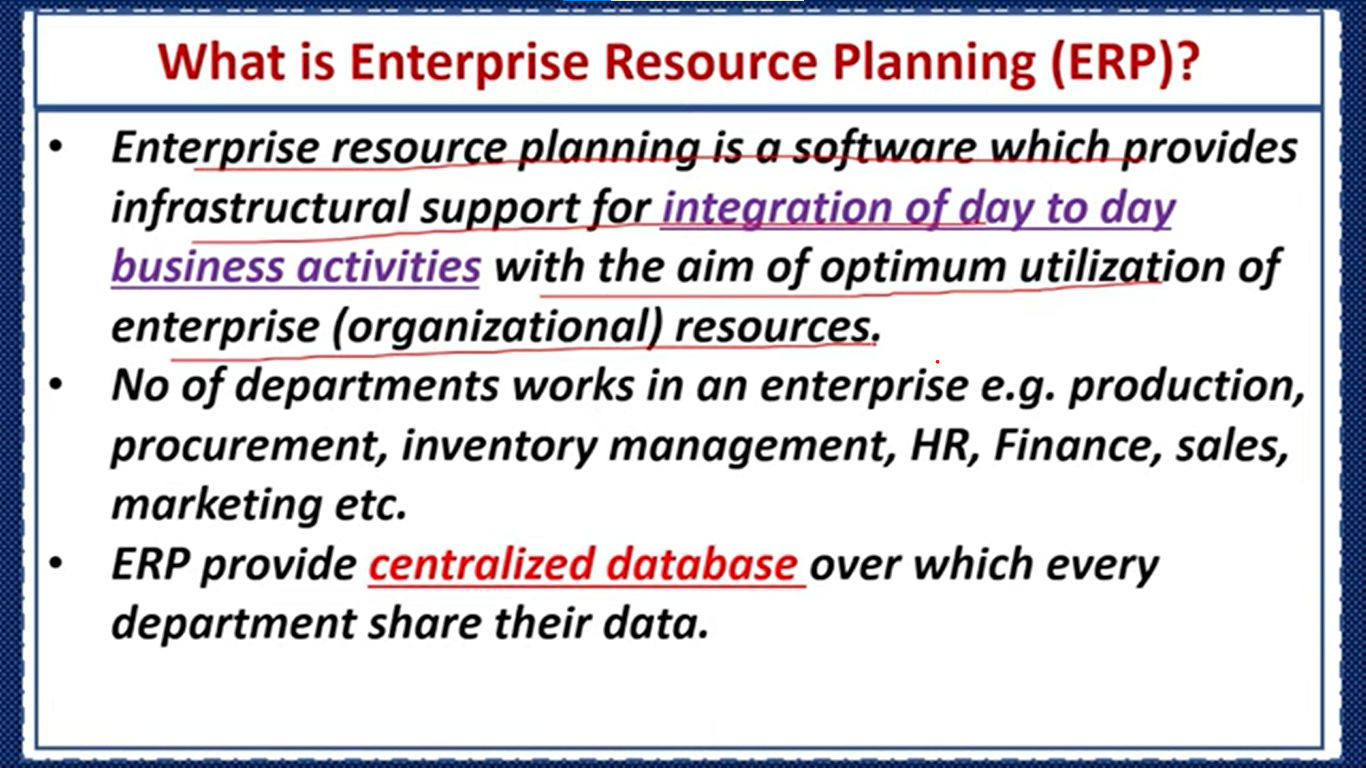 What is Enterprise Resource Planning (ERP)?
• Enterprise resource planning is a software which provides
infrastructural support for integration of day to day
business activities with the aim of optimum utilization of
enterprise (organizational) resources.
• No of departments works in an enterprise e.g. production,
procurement, inventory management, HR, Finance, sales,
marketing etc.
• ERP provide centralized database over which every
department share their data.